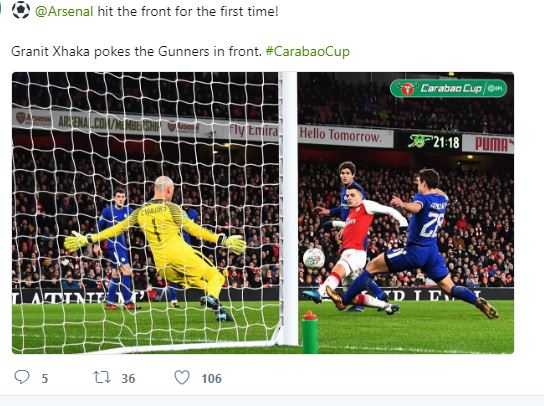 @Arsenal hit the front for the first time!
Granit Xhaka pokes the Gunners in front. #CarabaoCup
Carabao Cup EFL
ARSENAL.COM/MEMBERSHIP
Arsenal
Fly Emirates
Hello Tomorrow.
21:18
PUMA
CABALLERO
1
28
5
36
106